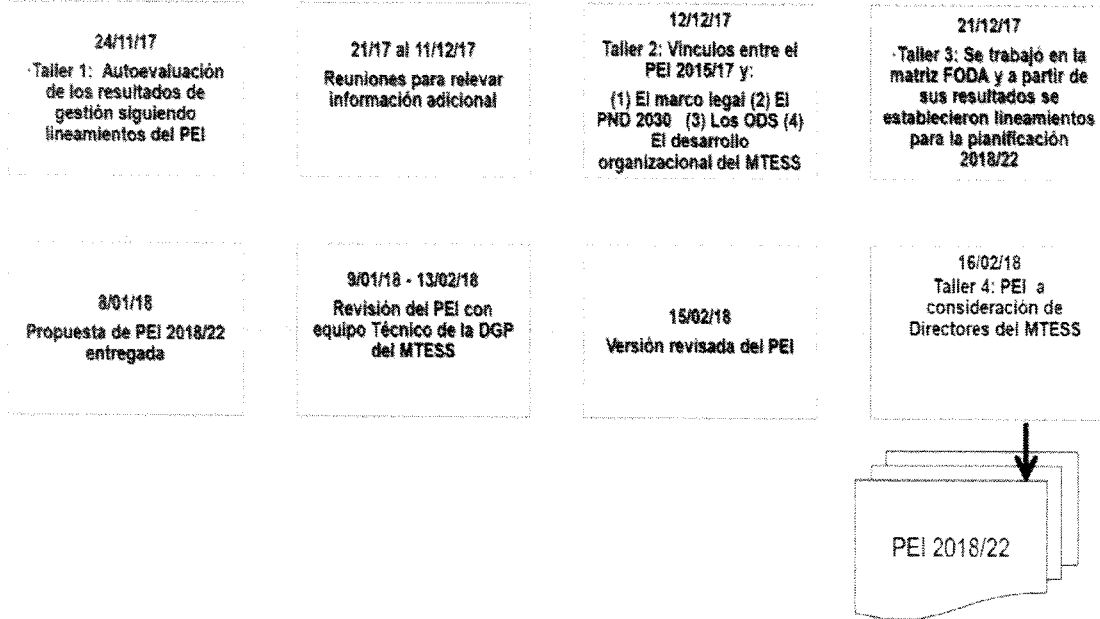 24/11/17
·Taller 1: Autoevaluación
de los resultados de
gestión siguiendo
lineamientos del PEI
21/17 al 11/12/17
Reuniones para relevar
información adicional
12/12/17
Taller 2: Vínculos entre el
PEI 2015/17 y:
(1) El marco legal (2) El
PND 2030 (3) Los ODS (4)
El desarrollo
organizacional del MTESS
21/12/17
·Taller 3: Se trabajó en la
matriz FODA y a partir de
sus resultados se
establecieron lineamientos
para la planificación
2018/22
8/01/18
Propuesta de PEI 2018/22
entregada
9/01/18 - 13/02/18
Revisión del PEI con
equipo Técnico de la DGP
del MTESS
15/02/18
Versión revisada del PEI
16/02/18
Taller 4: PEI a
consideración de
Directores del MTESS
PEI 2018/22